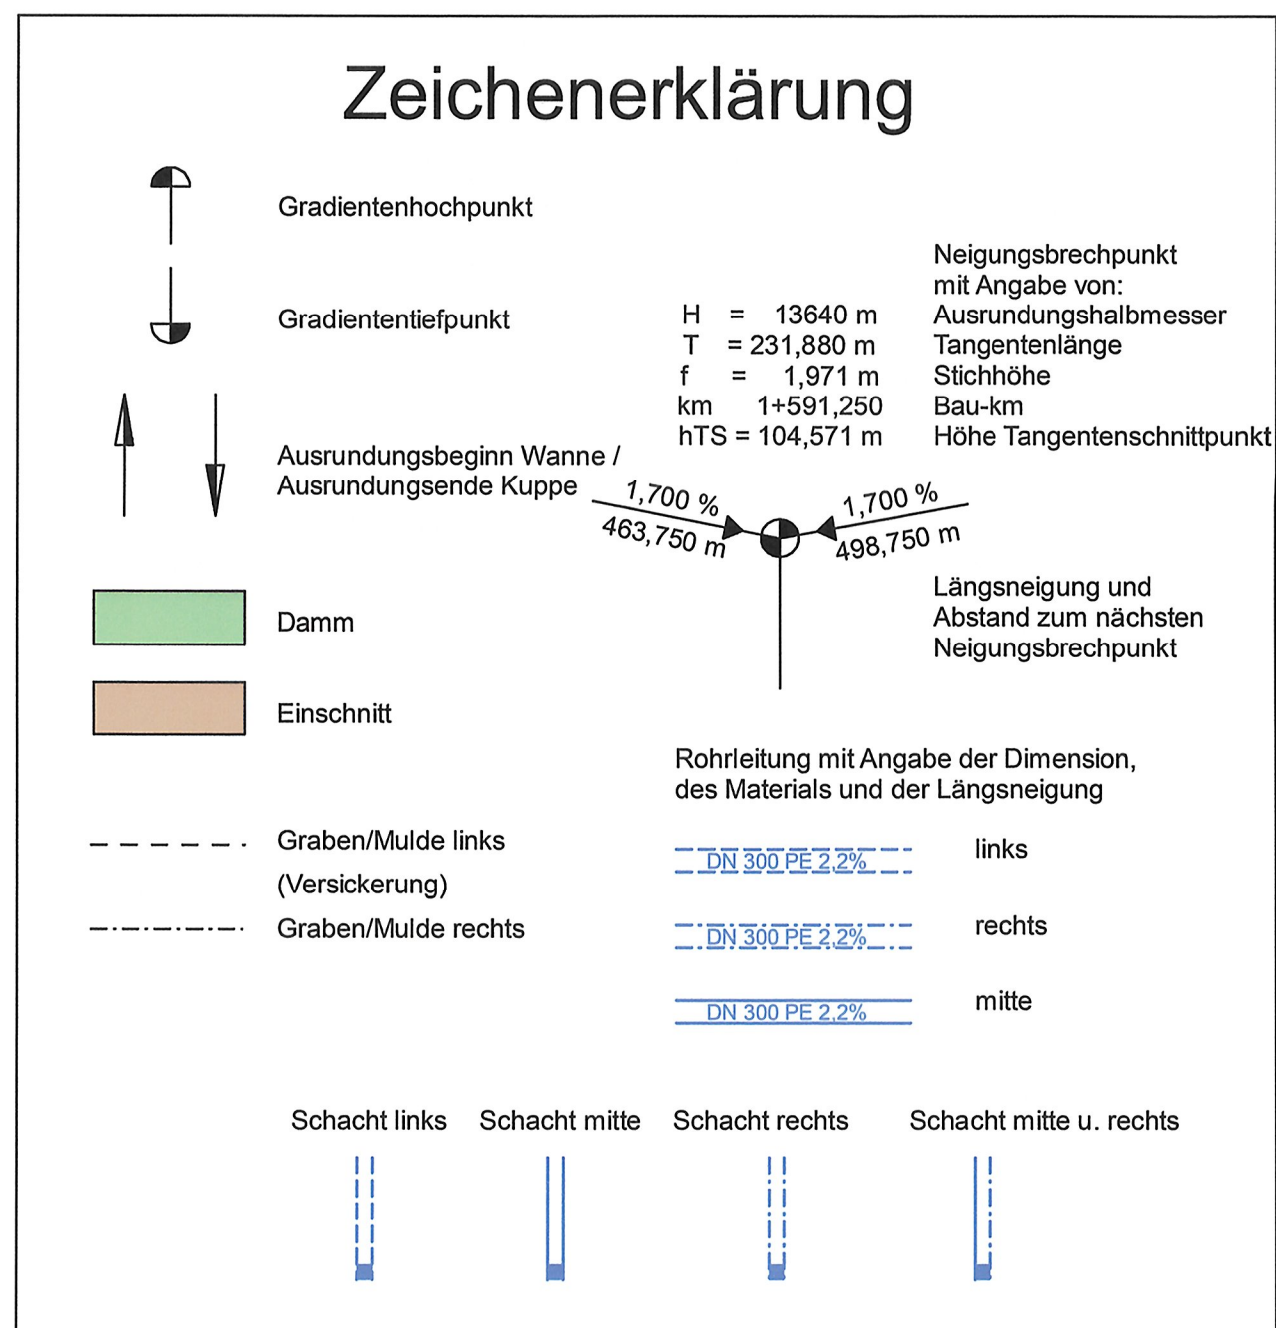 Zeichenerklärung
Gradientenhochpunkt
Gradiententiefpunkt
Ausrundungsbeginn Wanne /
Ausrundungsende Kuppe
Damm
Einschnitt
Graben/Mulde links
(Versickerung)
Graben/Mulde rechts
Neigungsbrechpunkt
mit Angabe von:
H = 13640 m Ausrundungshalbmesser
T = 231,880 m Tangentenlänge
f = 1,971 m Stichhöhe
km 1+591,250 Bau-km
hTS = 104,571 m Höhe Tangentenschnittpunkt
1,700 %
463,750 m
1,700 %
498,750 m
Längsneigung und
Abstand zum nächsten
Neigungsbrechpunkt
Rohrleitung mit Angabe der Dimension,
des Materials und der Längsneigung
DN 300 PE 2,2% links
DN 300 PE 2,2% rechts
DN 300 PE 2,2% mitte
Schacht links Schacht mitte Schacht rechts Schacht mitte u. rechts